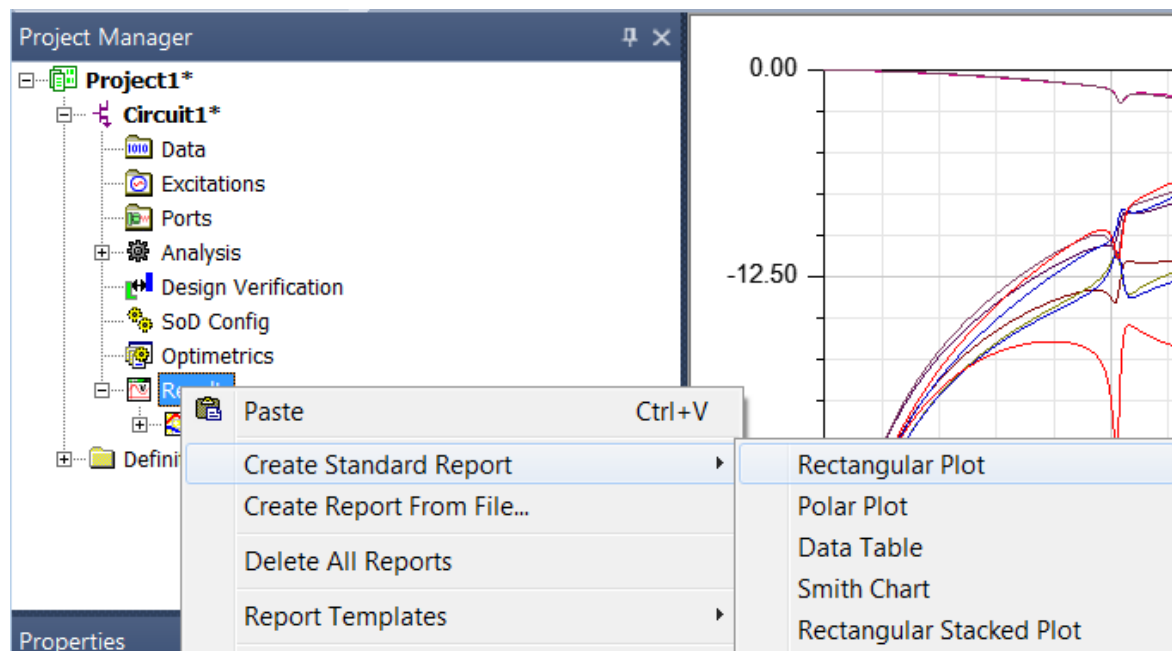 Project Manager
Project1*
Circuit1*
Data
Excitations
Ports
Analysis
Design Verification
SoD Config
Optimetrics
Paste Ctrl+V
Create Standard Report
Create Report From File...
Delete All Reports
Report Templates
Properties
Rectangular Plot
Polar Plot
Data Table
Smith Chart
Rectangular Stacked Plot
0.00
-12.50